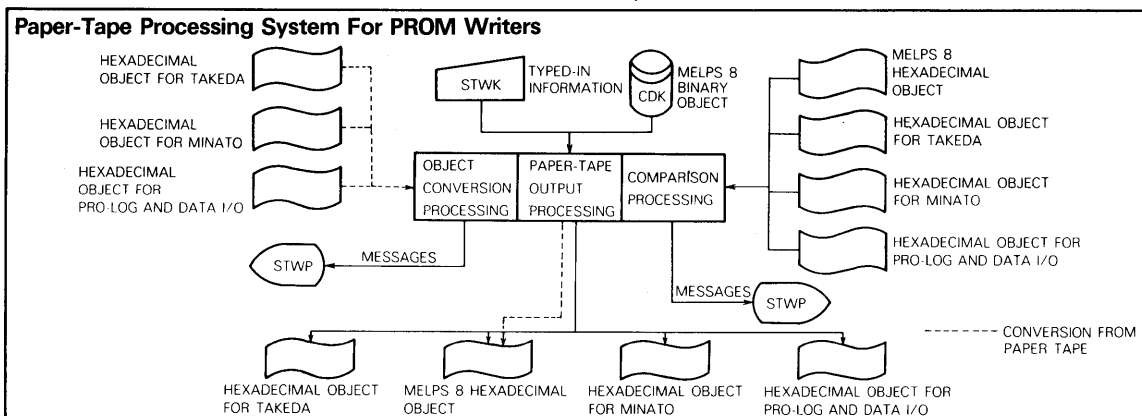 Paper-Tape Processing System For PROM Writers
HEXADECIMAL
OBJECT FOR TAKEDA
HEXADECIMAL
OBJECT FOR MINATO
HEXADECIMAL
OBJECT FOR
PRO-LOG AND DATA I/O
STWK
TYPED-IN
INFORMATION
CDK
MELPS 8
BINARY
OBJECT
MELPS 8
HEXADECIMAL
OBJECT
HEXADECIMAL OBJECT
FOR TAKEDA
HEXADECIMAL OBJECT
FOR MINATO
HEXADECIMAL OBJECT FOR
PRO-LOG AND DATA I/O
OBJECT
CONVERSION
PROCESSING
PAPER-TAPE
OUTPUT
PROCESSING
COMPARISON
PROCESSING
STWP
MESSAGES
MESSAGES
STWP
CONVERSION FROM
PAPER TAPE
HEXADECIMAL OBJECT
FOR TAKEDA
MELPS 8 HEXADECIMAL
OBJECT
HEXADECIMAL OBJECT
FOR MINATO
HEXADECIMAL OBJECT FOR
PRO-LOG AND DATA I/O